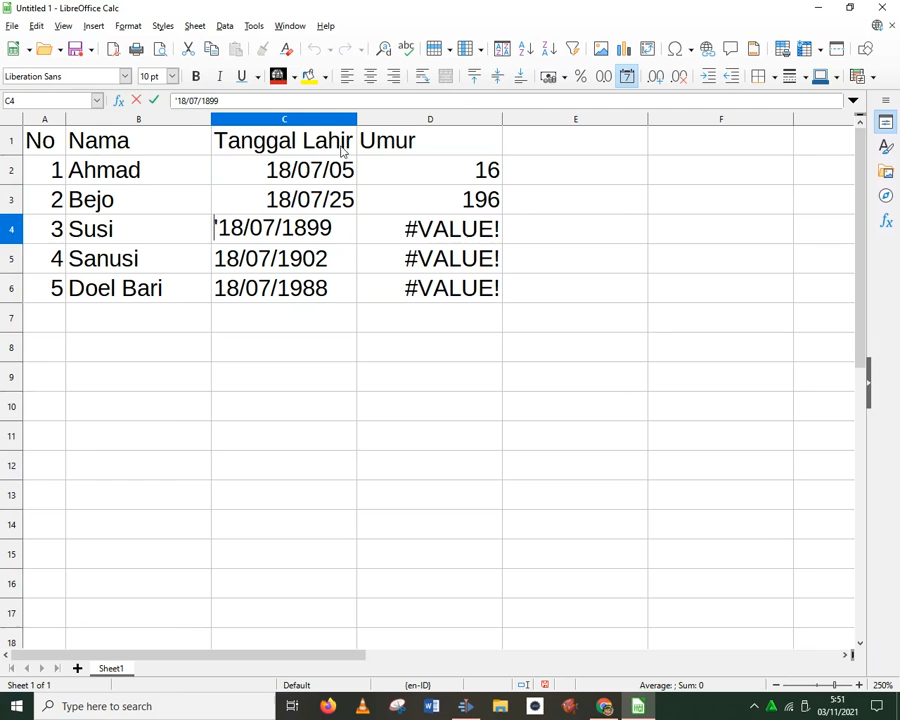 Untitled 1 - LibreOffice Calc
File Edit View Insert Format Styles Sheet Data Tools Window Help
Liberation Sans 10 pt B I U
C4 '18/07/1899
A B C D E F
1 No Nama Tanggal Lahir Umur
2 1 Ahmad 18/07/05 16
3 2 Bejo 18/07/25 196
4 3 Susi '18/07/1899 #VALUE!
5 4 Sanusi 18/07/1902 #VALUE!
6 5 Doel Bari 18/07/1988 #VALUE!
7
8
9
10
11
12
13
14
15
16
17
18
Sheet1
Sheet 1 of 1 Default {en-ID} Average: ; Sum: 0 250%
Type here to search 5:51
03/11/2021